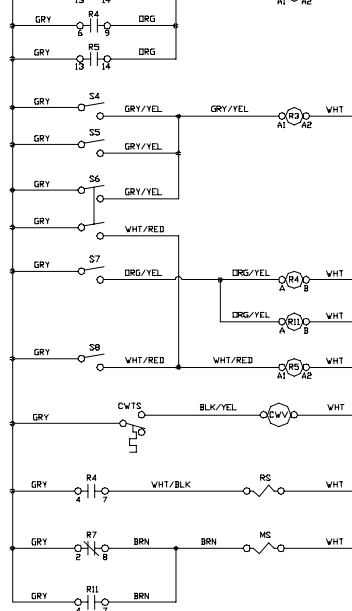 13 14 A1 A2
GRY R4 ORG
6 9
GRY R5 ORG
13 14
GRY S4 GRY/YEL GRY/YEL R3 WHT
A1 A2
GRY S5 GRY/YEL
GRY S6 GRY/YEL
GRY WHT/RED
GRY S7 ORG/YEL ORG/YEL R4 WHT
A B
ORG/YEL R11 WHT
A B
GRY S8 WHT/RED WHT/RED R5 WHT
A1 A2
GRY CWTS BLK/YEL CWV WHT
GRY R4 WHT/BLK RS WHT
4 7
GRY R7 BRN BRN MS WHT
2 8
GRY R11 BRN
4 7